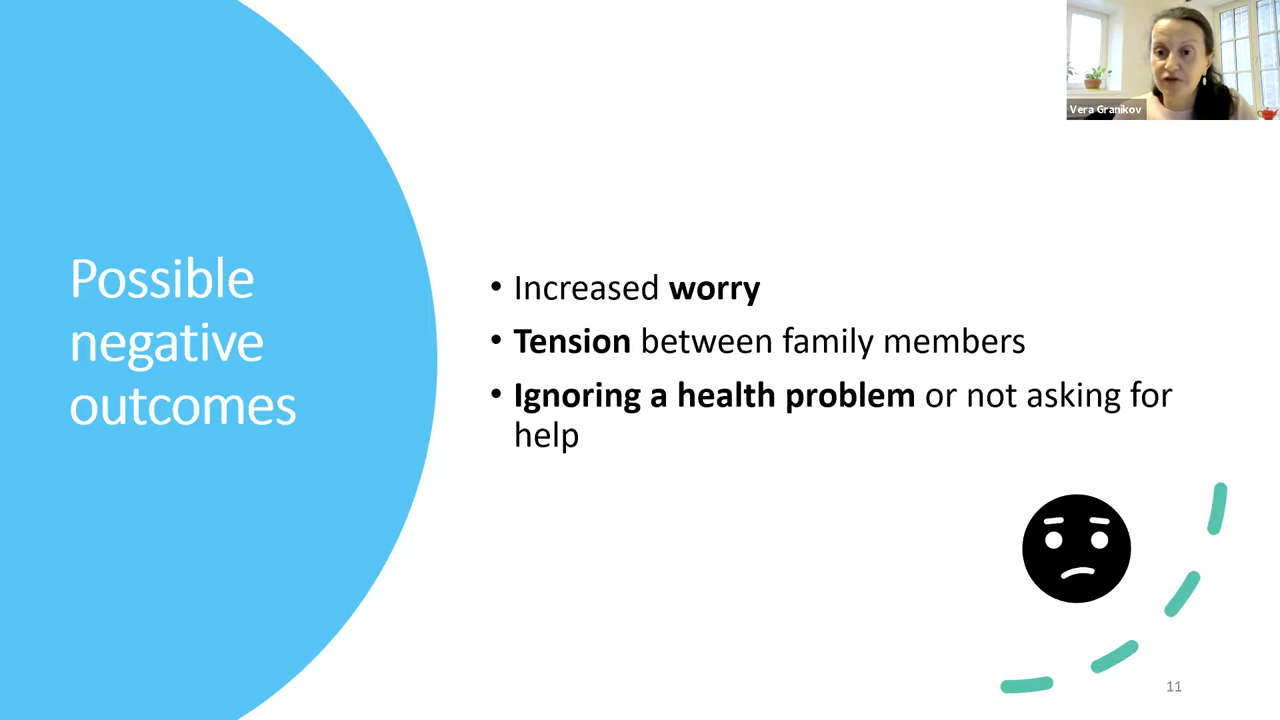 Vera Granikov
Possible
negative
outcomes
• Increased worry
• Tension between family members
• Ignoring a health problem or not asking for
help
11